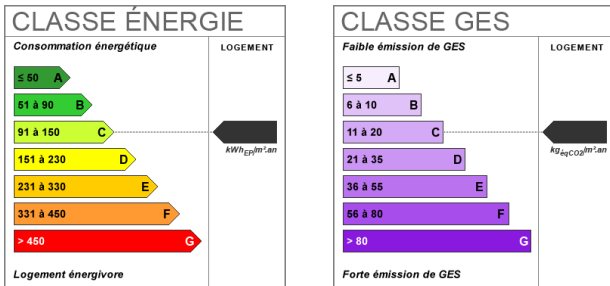 CLASSE ÉNERGIE
Consommation énergétique
LOGEMENT
≤ 50 A
51 à 90 B
91 à 150 C
kWhEP/m².an
151 à 230 D
231 à 330 E
331 à 450 F
> 450 G
Logement énergivore
CLASSE GES
Faible émission de GES
LOGEMENT
≤ 5 A
6 à 10 B
11 à 20 C
kgéqCO2/m².an
21 à 35 D
36 à 55 E
56 à 80 F
> 80 G
Forte émission de GES